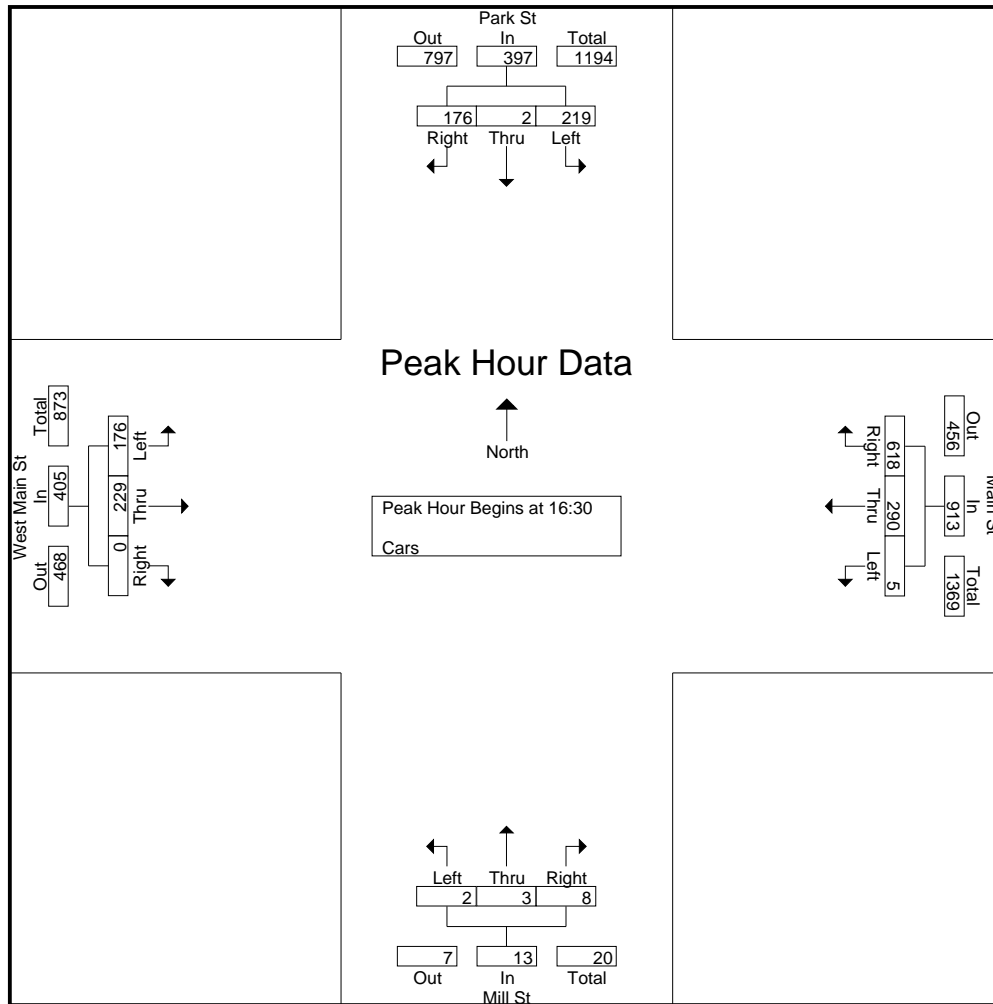 Park St
Out In Total
797 397 1194
176 2 219
Right Thru Left
Peak Hour Data
North
Peak Hour Begins at 16:30
Cars
West Main St
Total In Out
873 405 468
176 229 0
Left Thru Right
Main St
Out In Total
456 913 1369
618 290 5
Right Thru Left
Left Thru Right
2 3 8
7 13 20
Out In Total
Mill St